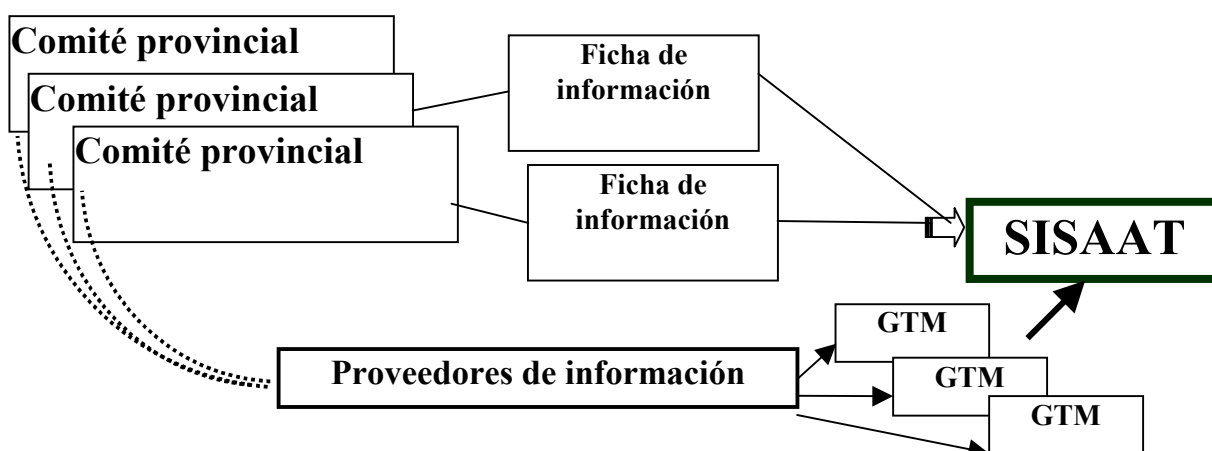 Comité provincial
Comité provincial
Comité provincial
Ficha de
información
Ficha de
información
SISAAT
GTM
GTM
GTM
Proveedores de información